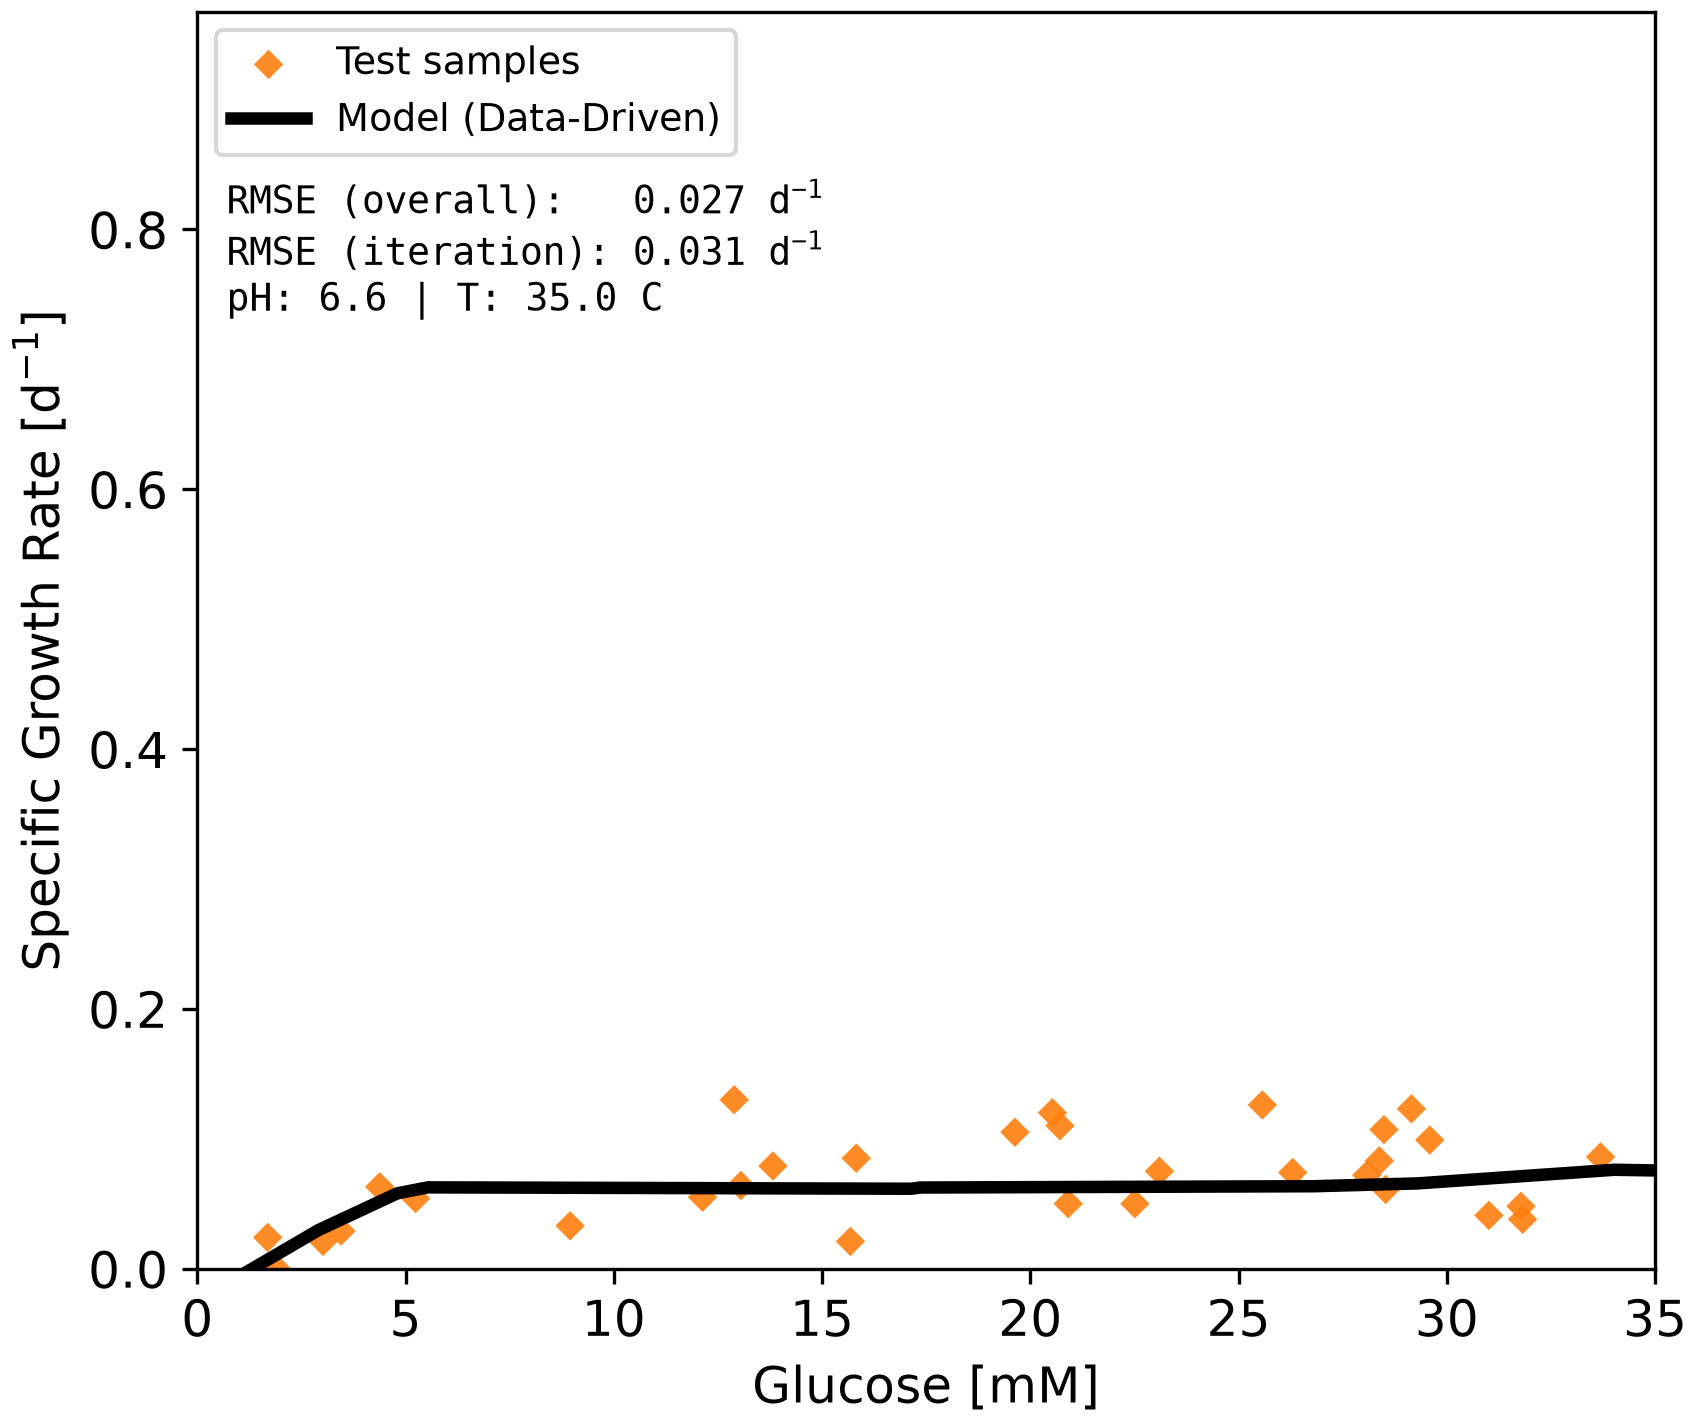 Test samples
Model (Data-Driven)
RMSE (overall): 0.027 d⁻¹
RMSE (iteration): 0.031 d⁻¹
pH: 6.6 | T: 35.0 C
Specific Growth Rate [d⁻¹]
0.8
0.6
0.4
0.2
0.0
0 5 10 15 20 25 30 35
Glucose [mM]